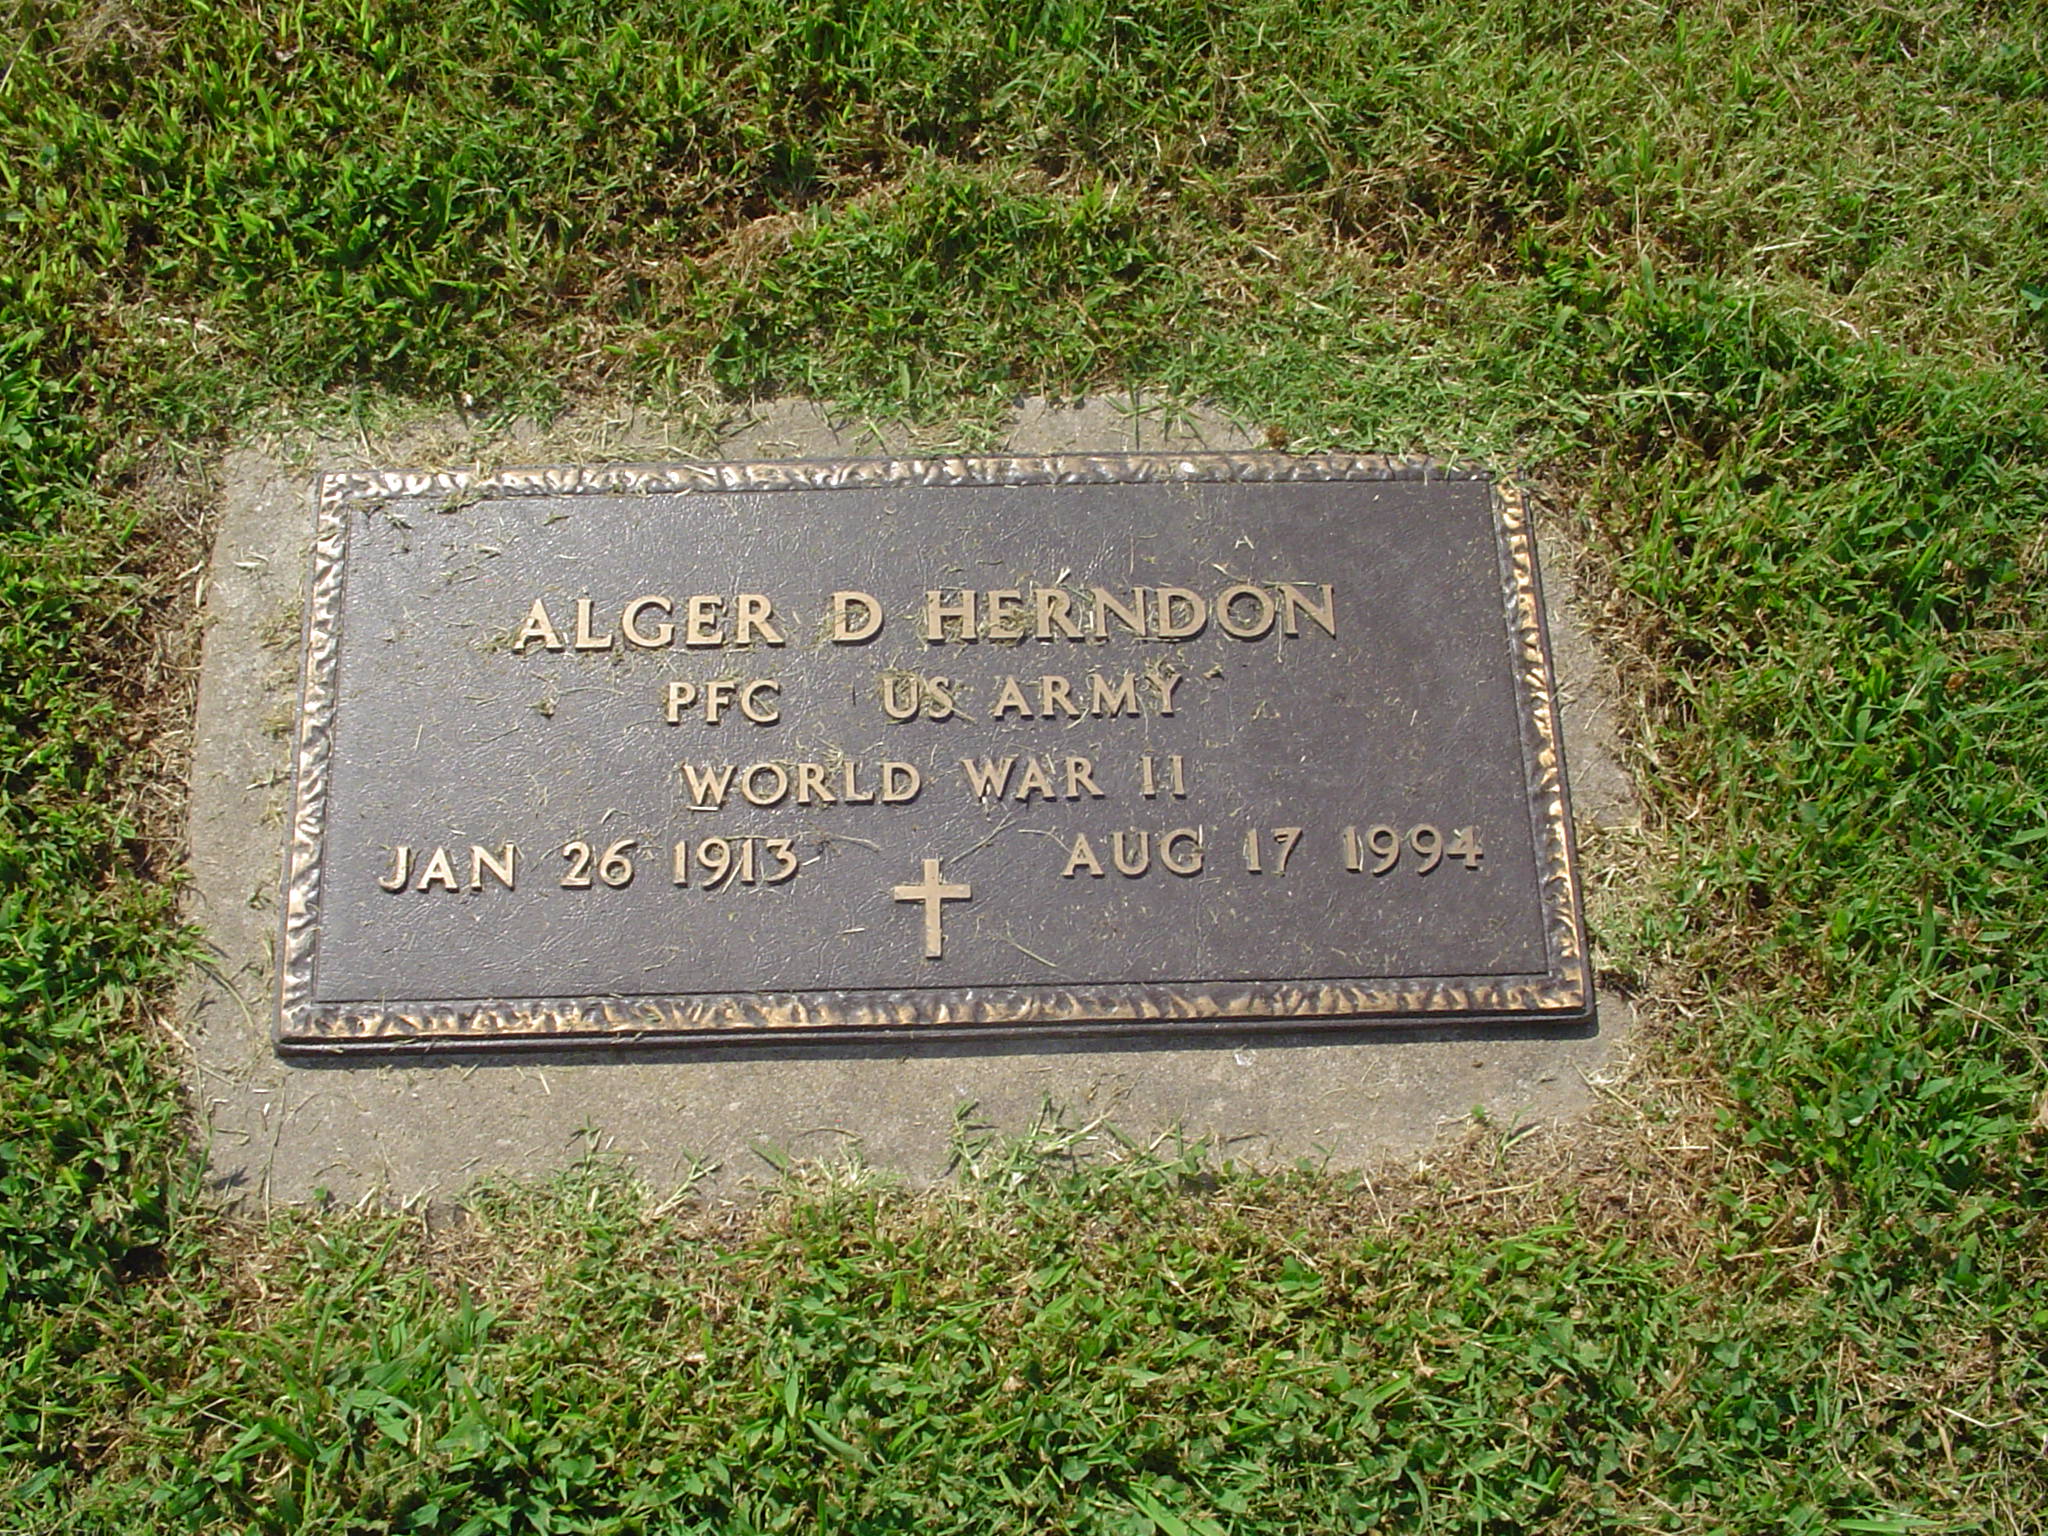 ALGER D HERNDON
PFC US ARMY
WORLD WAR II
JAN 26 1913 AUG 17 1994